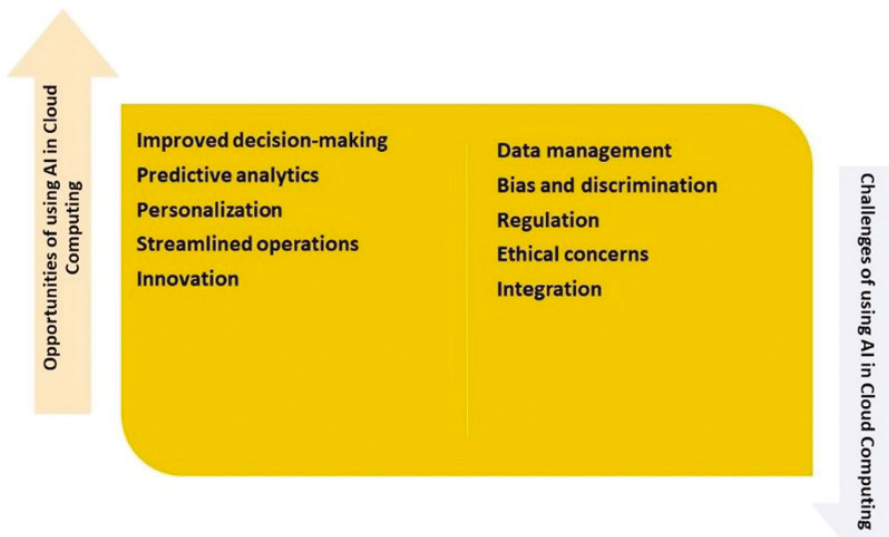 Opportunities of using AI in Cloud
Computing
Improved decision-making
Predictive analytics
Personalization
Streamlined operations
Innovation
Data management
Bias and discrimination
Regulation
Ethical concerns
Integration
Challenges of using AI in Cloud Computing